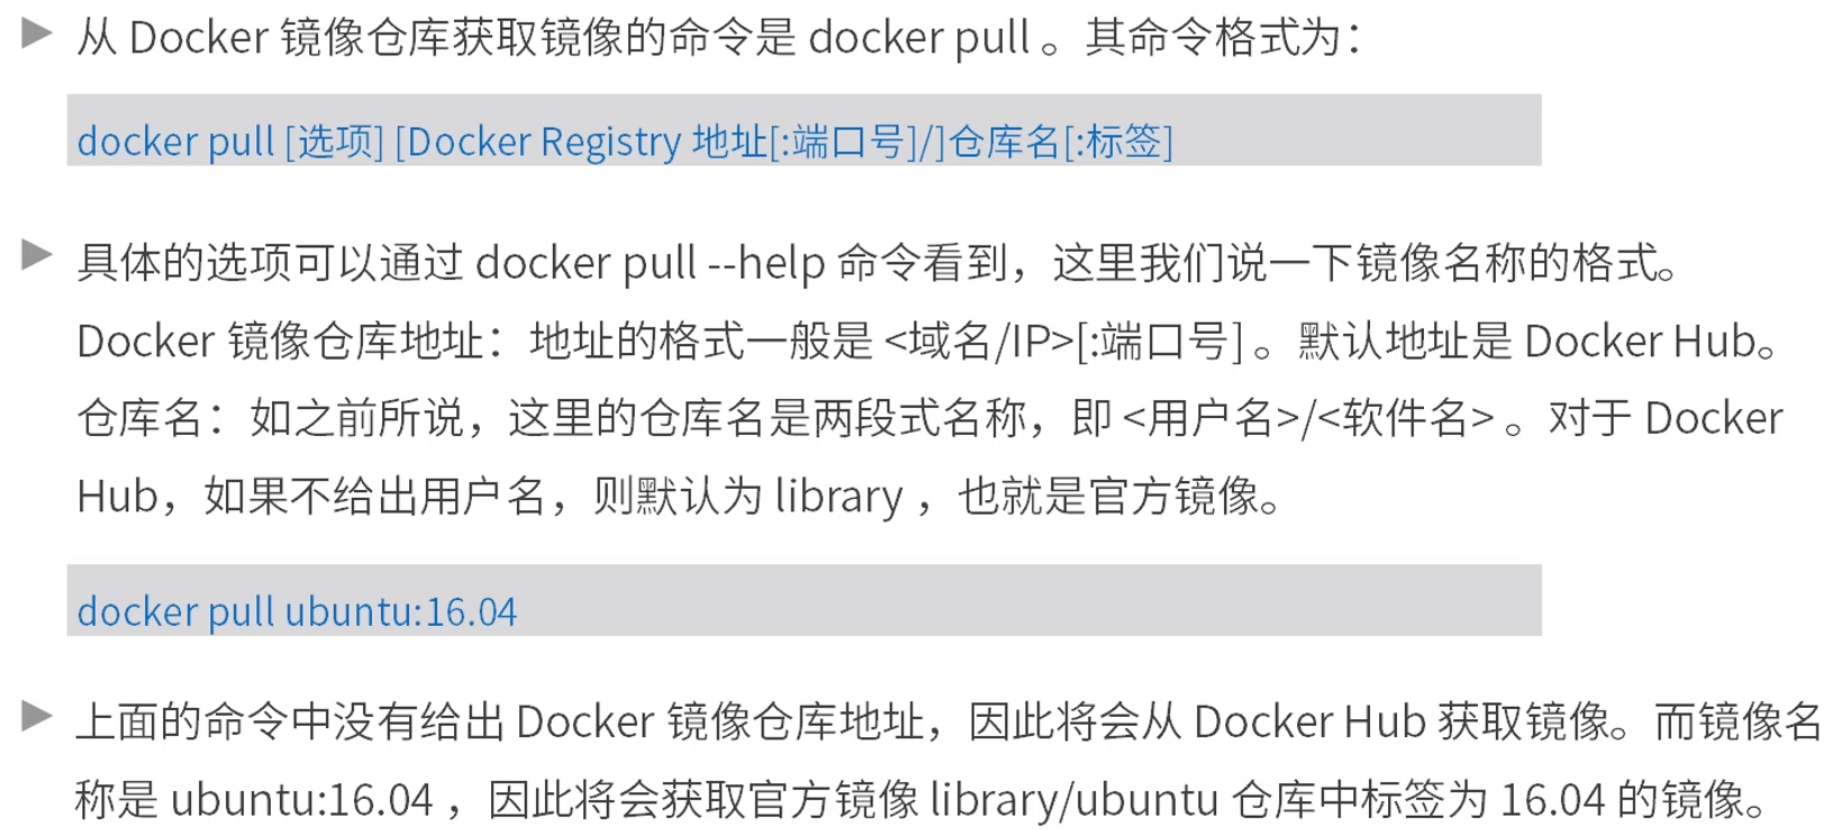 从 Docker 镜像仓库获取镜像的命令是 docker pull 。其命令格式为：
docker pull [选项] [Docker Registry 地址[:端口号]/]仓库名[:标签]
具体的选项可以通过 docker pull --help 命令看到，这里我们说一下镜像名称的格式。
Docker 镜像仓库地址：地址的格式一般是 <域名/IP>[:端口号] 。默认地址是 Docker Hub。
仓库名：如之前所说，这里的仓库名是两段式名称，即 <用户名>/<软件名> 。对于 Docker
Hub，如果不给出用户名，则默认为 library ，也就是官方镜像。
docker pull ubuntu:16.04
上面的命令中没有给出 Docker 镜像仓库地址，因此将会从 Docker Hub 获取镜像。而镜像名
称是 ubuntu:16.04 ，因此将会获取官方镜像 library/ubuntu 仓库中标签为 16.04 的镜像。